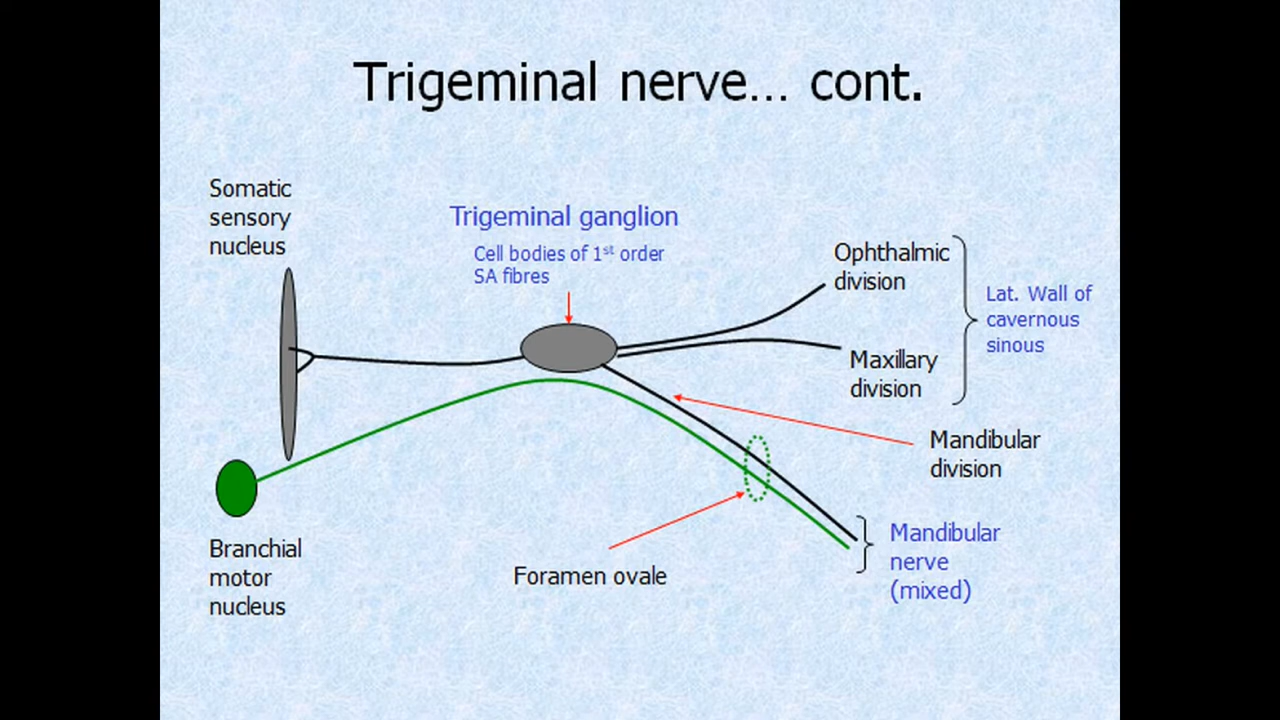 Trigeminal nerve... cont.
Somatic
sensory
nucleus
Trigeminal ganglion
Cell bodies of 1st order
SA fibres
Ophthalmic
division
Lat. Wall of
cavernous
sinous
Maxillary
division
Mandibular
division
Mandibular
nerve
(mixed)
Foramen ovale
Branchial
motor
nucleus